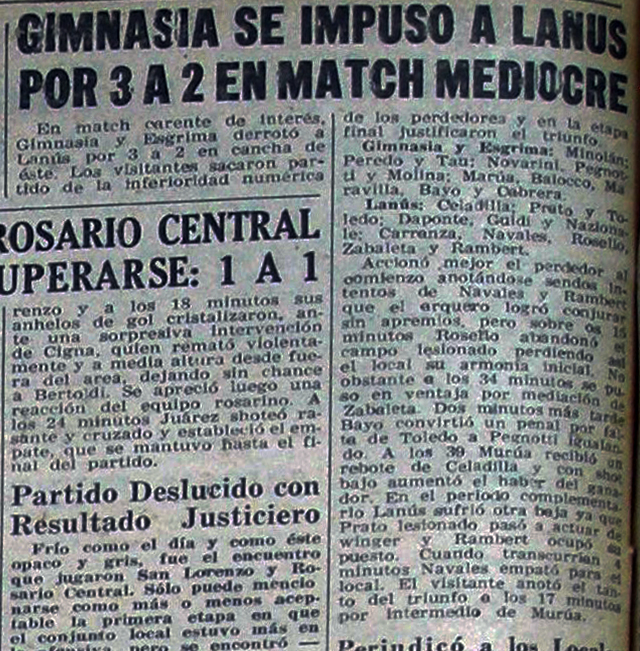 GIMNASIA SE IMPUSO A LANUS
POR 3 A 2 EN MATCH MEDIOCRE
En match carente de interés,
Gimnasia y Esgrima derrotó a
Lanús por 3 a 2 en cancha de
éste. Los visitantes sacaron par-
tido de la inferioridad numérica
de los perdedores y en la etapa
final justificaron el triunfo.
Gimnasia y Esgrima: Minoián;
Peredo y Tau; Novarini, Pegnot-
ti y Molina; Marúa, Balocco, Ma
ravilla, Bayo y Cabrera.
Lanús: Celadilla; Prato y To-
ledo; Daponte, Guidi y Naziona-
le; Carranza, Navales, Rosello,
Zabaleta y Rambert.
Accionó mejor el perdedor al
comienzo anotándose sendos in-
tentos de Navales y Rambert
que el arquero logró conjurar
sin apremios, pero sobre os 15
minutos Rosello abandonó el
campo lesionado perdiendo así
el local su armonía inicial. No
obstante a los 34 minutos se pu-
so en ventaja por mediación de
Zabaleta. Dos minutos más tarde
Bayo convirtió un penal por fal-
ta de Toledo a Pegnotti igualan-
do. A los 39 Murúa recibió un
rebote de Celadilla y con shot
bajo aumentó el haber del gana-
dor. En el período complementa-
rio Lanús sufrió otra baja ya que
Prato lesionado pasó a actuar de
winger y Rambert ocupó su
puesto. Cuando transcurrían
minutos Navales empató para el
local. El visitante anotó el tan-
to del triunfo a los 17 minutos
por intermedio de Murúa.
ROSARIO CENTRAL
UPERARSE: 1 A 1
renzo y a los 18 minutos sus
anhelos de gol cristalizaron, an-
te una sorpresiva intervención
de Cigna, quien remató violenta-
mente y a media altura desde fue-
ra del area, dejando sin chance
a Bertoldi. Se apreció luego una
reacción del equipo rosarino. A
los 24 minutos Juárez shoteó ra-
sante y cruzado y estableció el em-
pate, que se mantuvo hasta el fi-
nal del partido.
Partido Deslucido con
Resultado Justiciero
Frío como el día y como éste
opaco y gris, fue el encuentro
que jugaron San Lorenzo y Ro-
sario Central. Sólo puede mencio
narse como más o menos acep-
table la primera etapa en que
el conjunto local estuvo más en
pero se encontró —
Perjudicó a los Local